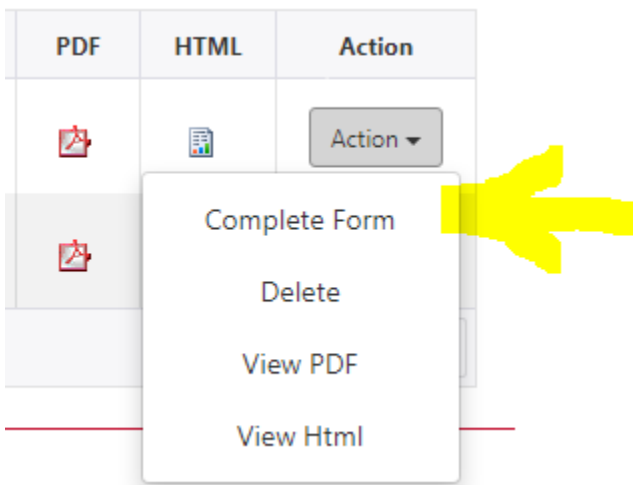 PDF HTML Action
Action
Complete Form
Delete
View PDF
View Html